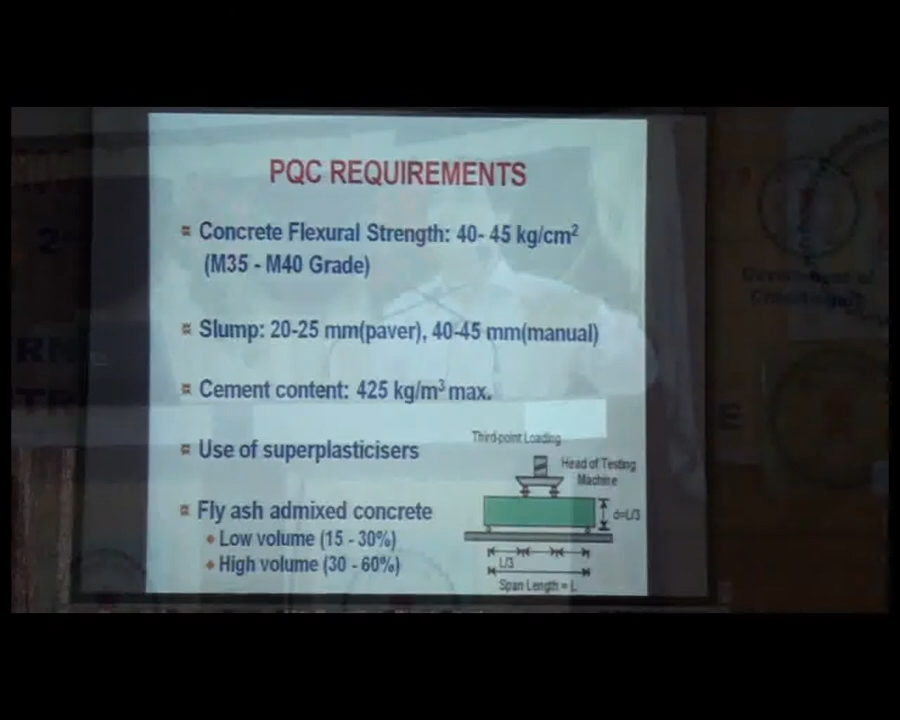 PQC REQUIREMENTS
Concrete Flexural Strength: 40- 45 kg/cm²
(M35 - M40 Grade)
Slump: 20-25 mm(paver), 40-45 mm(manual)
Cement content: 425 kg/m³ max.
Use of superplasticisers
Fly ash admixed concrete
Low volume (15 - 30%)
High volume (30 - 60%)
Third-point Loading
Head of Testing
Machine
d=L/3
L/3
Span Length = L